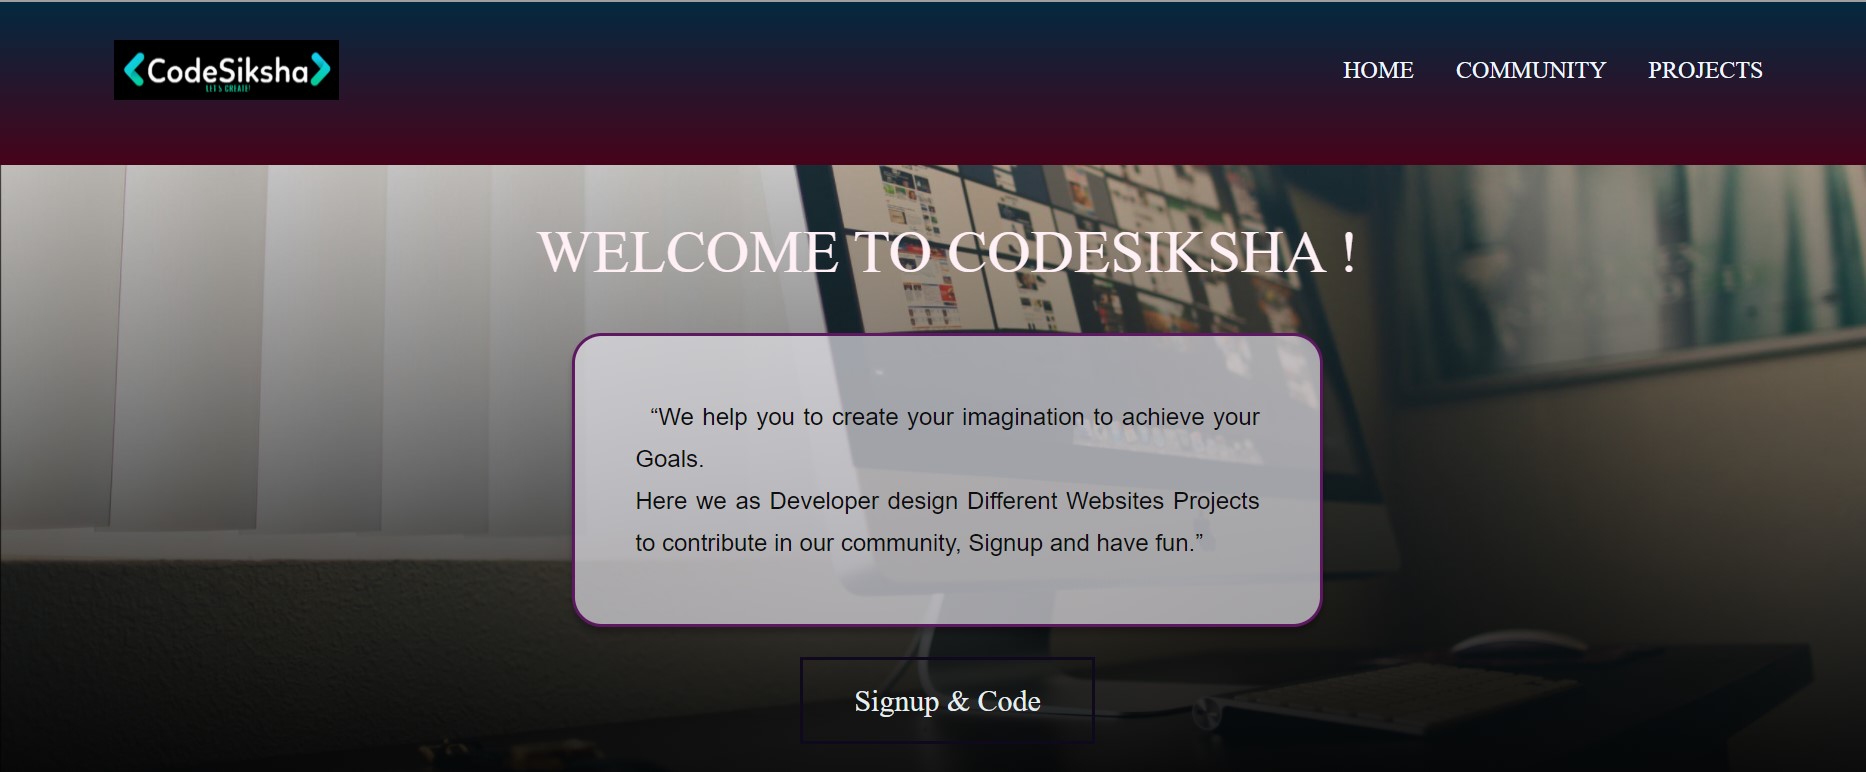 CodeSiksha
LET'S CREATE!
HOME COMMUNITY PROJECTS
WELCOME TO CODESIKSHA !
“We help you to create your imagination to achieve your
Goals.
Here we as Developer design Different Websites Projects
to contribute in our community, Signup and have fun.”
Signup & Code